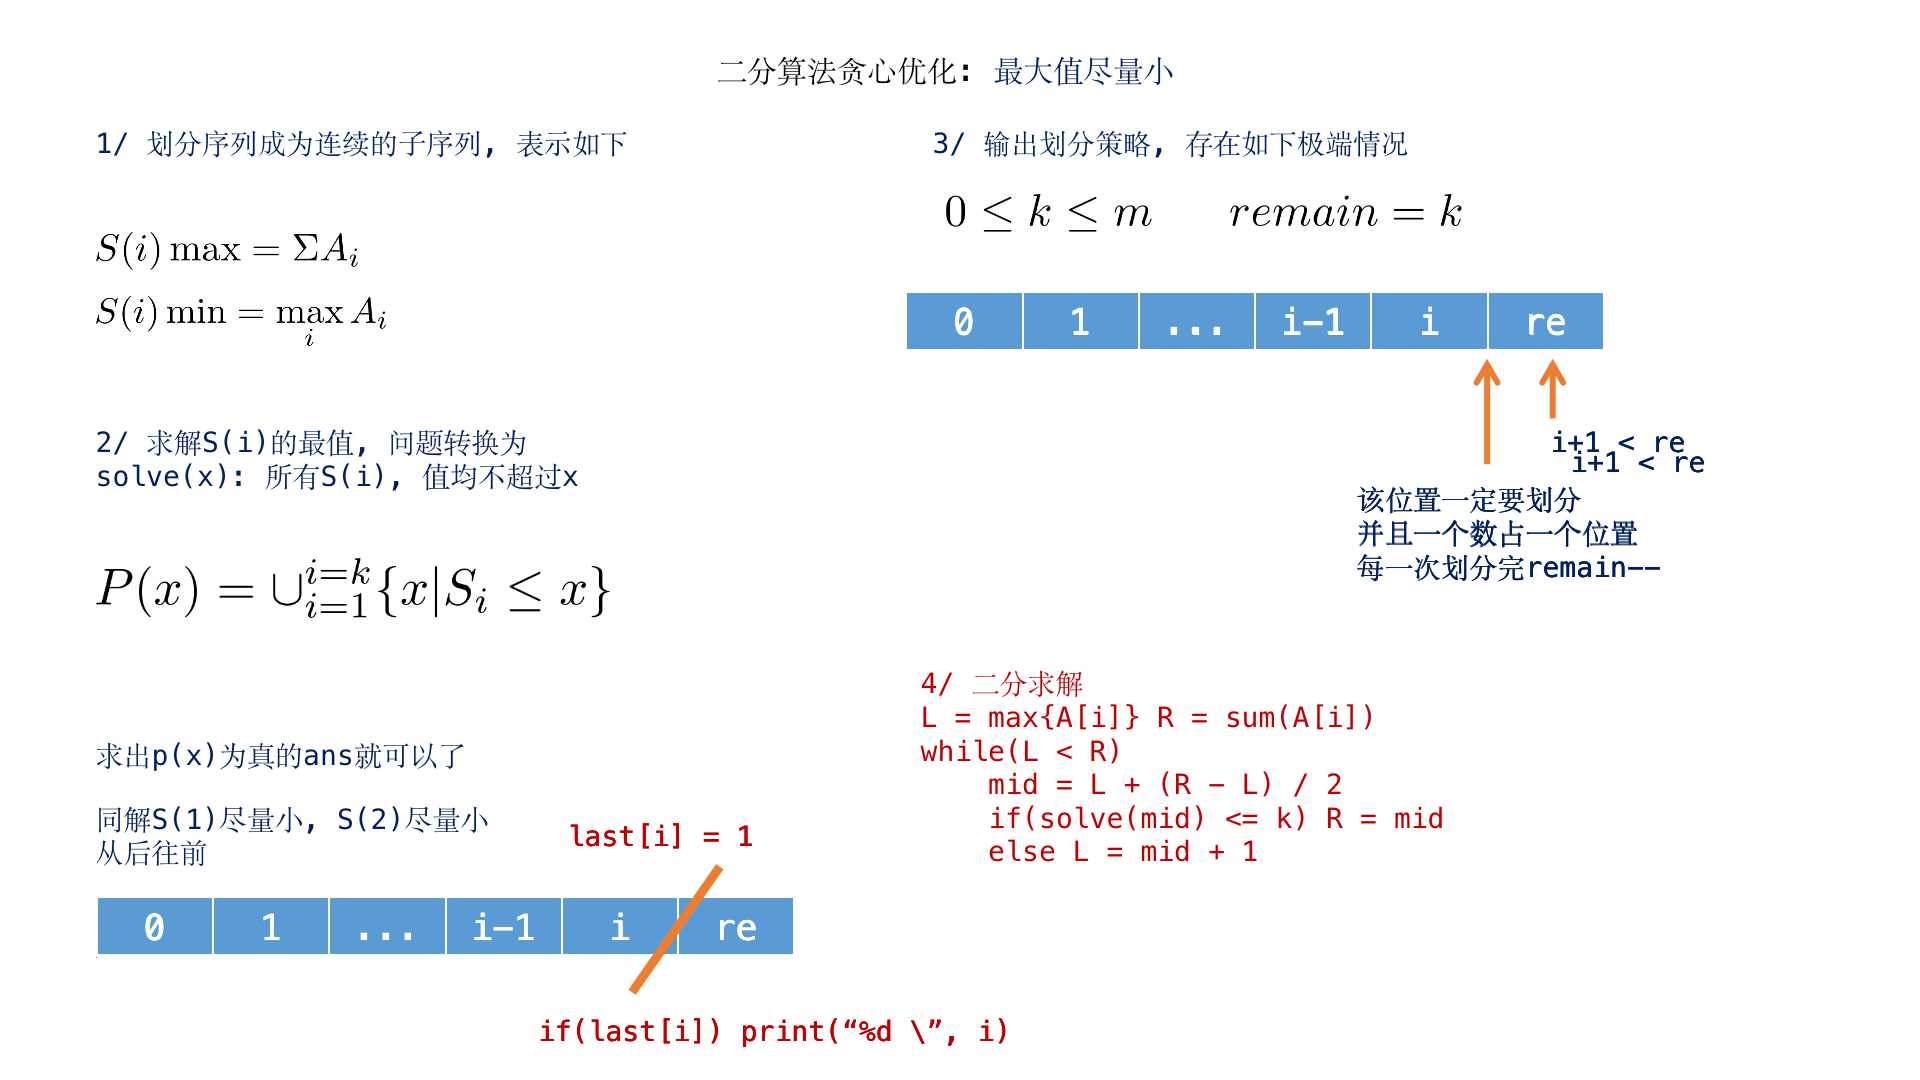 二分算法贪心优化: 最大值尽量小
1/ 划分序列成为连续的子序列, 表示如下
S(i) max = ΣA_i
S(i) min = max_i A_i
2/ 求解S(i)的最值, 问题转换为
solve(x): 所有S(i), 值均不超过x
P(x) = ∪_{i=1}^{i=k}{x|S_i ≤ x}
求出p(x)为真的ans就可以了
同解S(1)尽量小, S(2)尽量小
从后往前
last[i] = 1
0 1 ... i-1 i re
if(last[i]) print(“%d \”, i)
3/ 输出划分策略, 存在如下极端情况
0 ≤ k ≤ m remain = k
0 1 ... i-1 i re
i+1 < re
i+1 < re
该位置一定要划分
并且一个数占一个位置
每一次划分完remain--
4/ 二分求解
L = max{A[i]} R = sum(A[i])
while(L < R)
    mid = L + (R - L) / 2
    if(solve(mid) <= k) R = mid
    else L = mid + 1